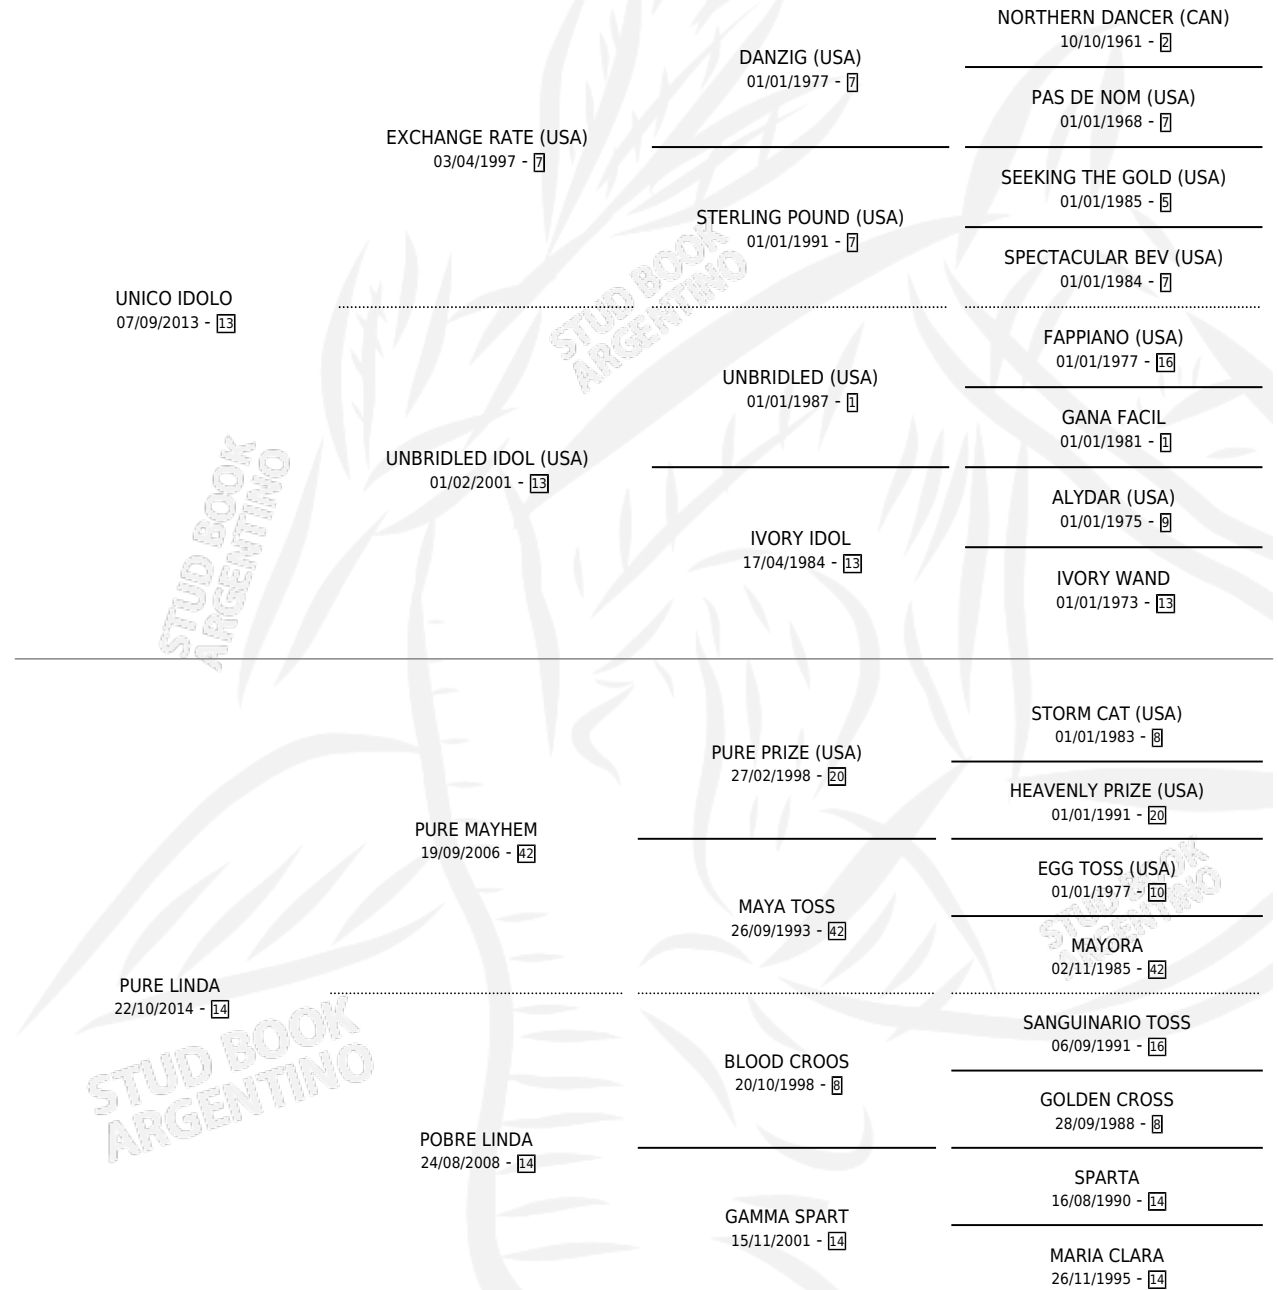 NORTHERN DANCER (CAN)
10/10/1961 - 2
DANZIG (USA)
01/01/1977 - 7
PAS DE NOM (USA)
01/01/1968 - 7
EXCHANGE RATE (USA)
03/04/1997 - 7
SEEKING THE GOLD (USA)
01/01/1985 - 5
STERLING POUND (USA)
01/01/1991 - 7
SPECTACULAR BEV (USA)
01/01/1984 - 7
UNICO IDOLO
07/09/2013 - 13
FAPPIANO (USA)
01/01/1977 - 16
UNBRIDLED (USA)
01/01/1987 - 1
GANA FACIL
01/01/1981 - 1
UNBRIDLED IDOL (USA)
01/02/2001 - 13
ALYDAR (USA)
01/01/1975 - 9
IVORY IDOL
17/04/1984 - 13
IVORY WAND
01/01/1973 - 13
STORM CAT (USA)
01/01/1983 - 8
PURE PRIZE (USA)
27/02/1998 - 20
HEAVENLY PRIZE (USA)
01/01/1991 - 20
PURE MAYHEM
19/09/2006 - 42
EGG TOSS (USA)
01/01/1977 - 10
MAYA TOSS
26/09/1993 - 42
MAYORA
02/11/1985 - 42
PURE LINDA
22/10/2014 - 14
SANGUINARIO TOSS
06/09/1991 - 16
BLOOD CROOS
20/10/1998 - 8
GOLDEN CROSS
28/09/1988 - 8
POBRE LINDA
24/08/2008 - 14
SPARTA
16/08/1990 - 14
GAMMA SPART
15/11/2001 - 14
MARIA CLARA
26/11/1995 - 14
STUD BOOK
ARGENTINO
STUD BOOK
ARGENTINO
STUD BOOK
ARGENTINO
STUD BOOK
ARGENTINO